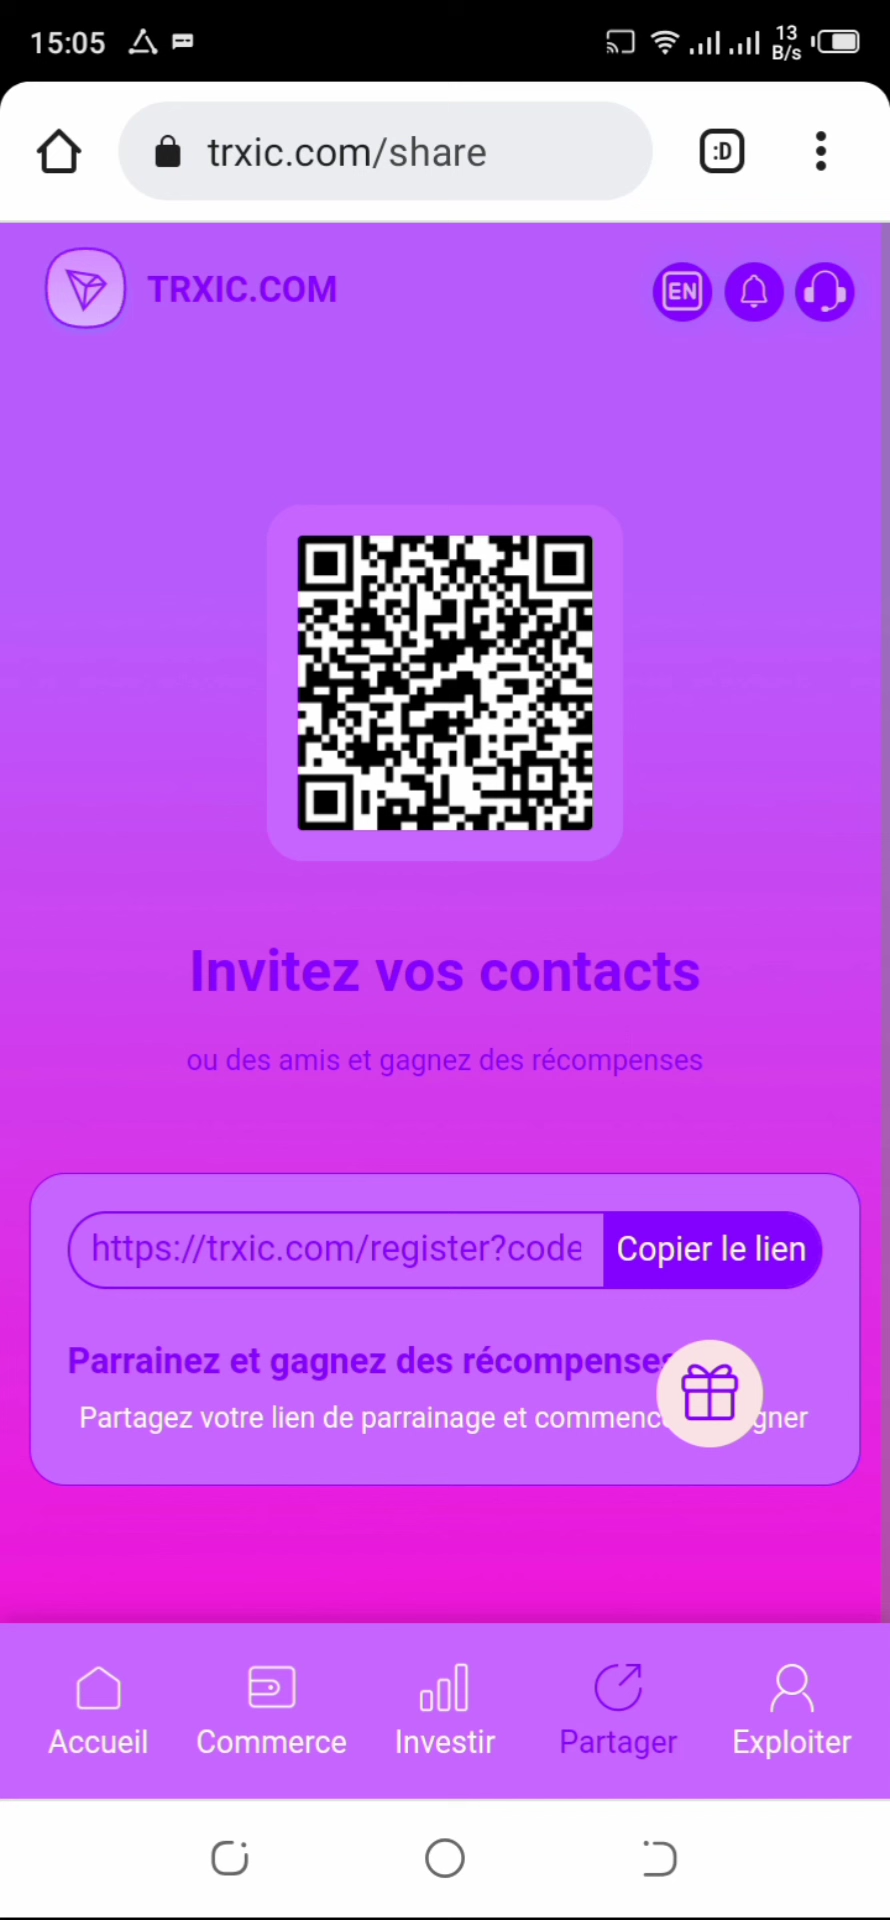 15:05
13
B/s
trxic.com/share
:D
TRXIC.COM
EN
Invitez vos contacts
ou des amis et gagnez des récompenses
https://trxic.com/register?code
Copier le lien
Parrainez et gagnez des récompenses
Partagez votre lien de parrainage et commenc
gner
Accueil
Commerce
Investir
Partager
Exploiter